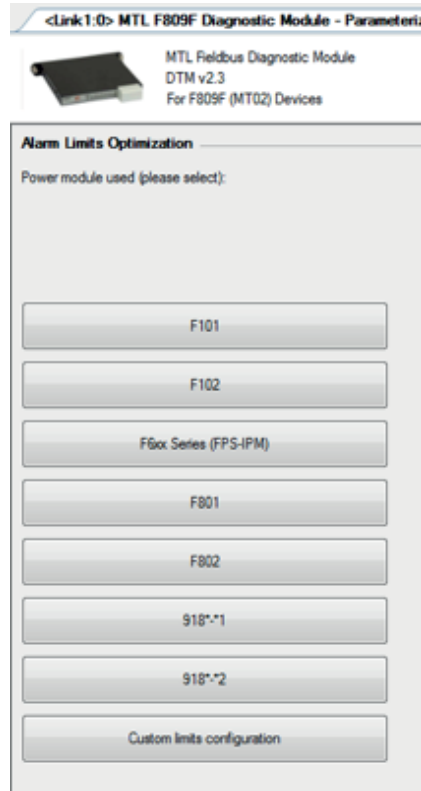 <Link1:0> MTL F809F Diagnostic Module - Parameteri
MTL Fieldbus Diagnostic Module
DTM v2.3
For F809F (MT02) Devices
Alarm Limits Optimization
Power module used (please select):
F101
F102
F6xx Series (FPS-IPM)
F801
F802
918*-*1
918*-*2
Custom limits configuration